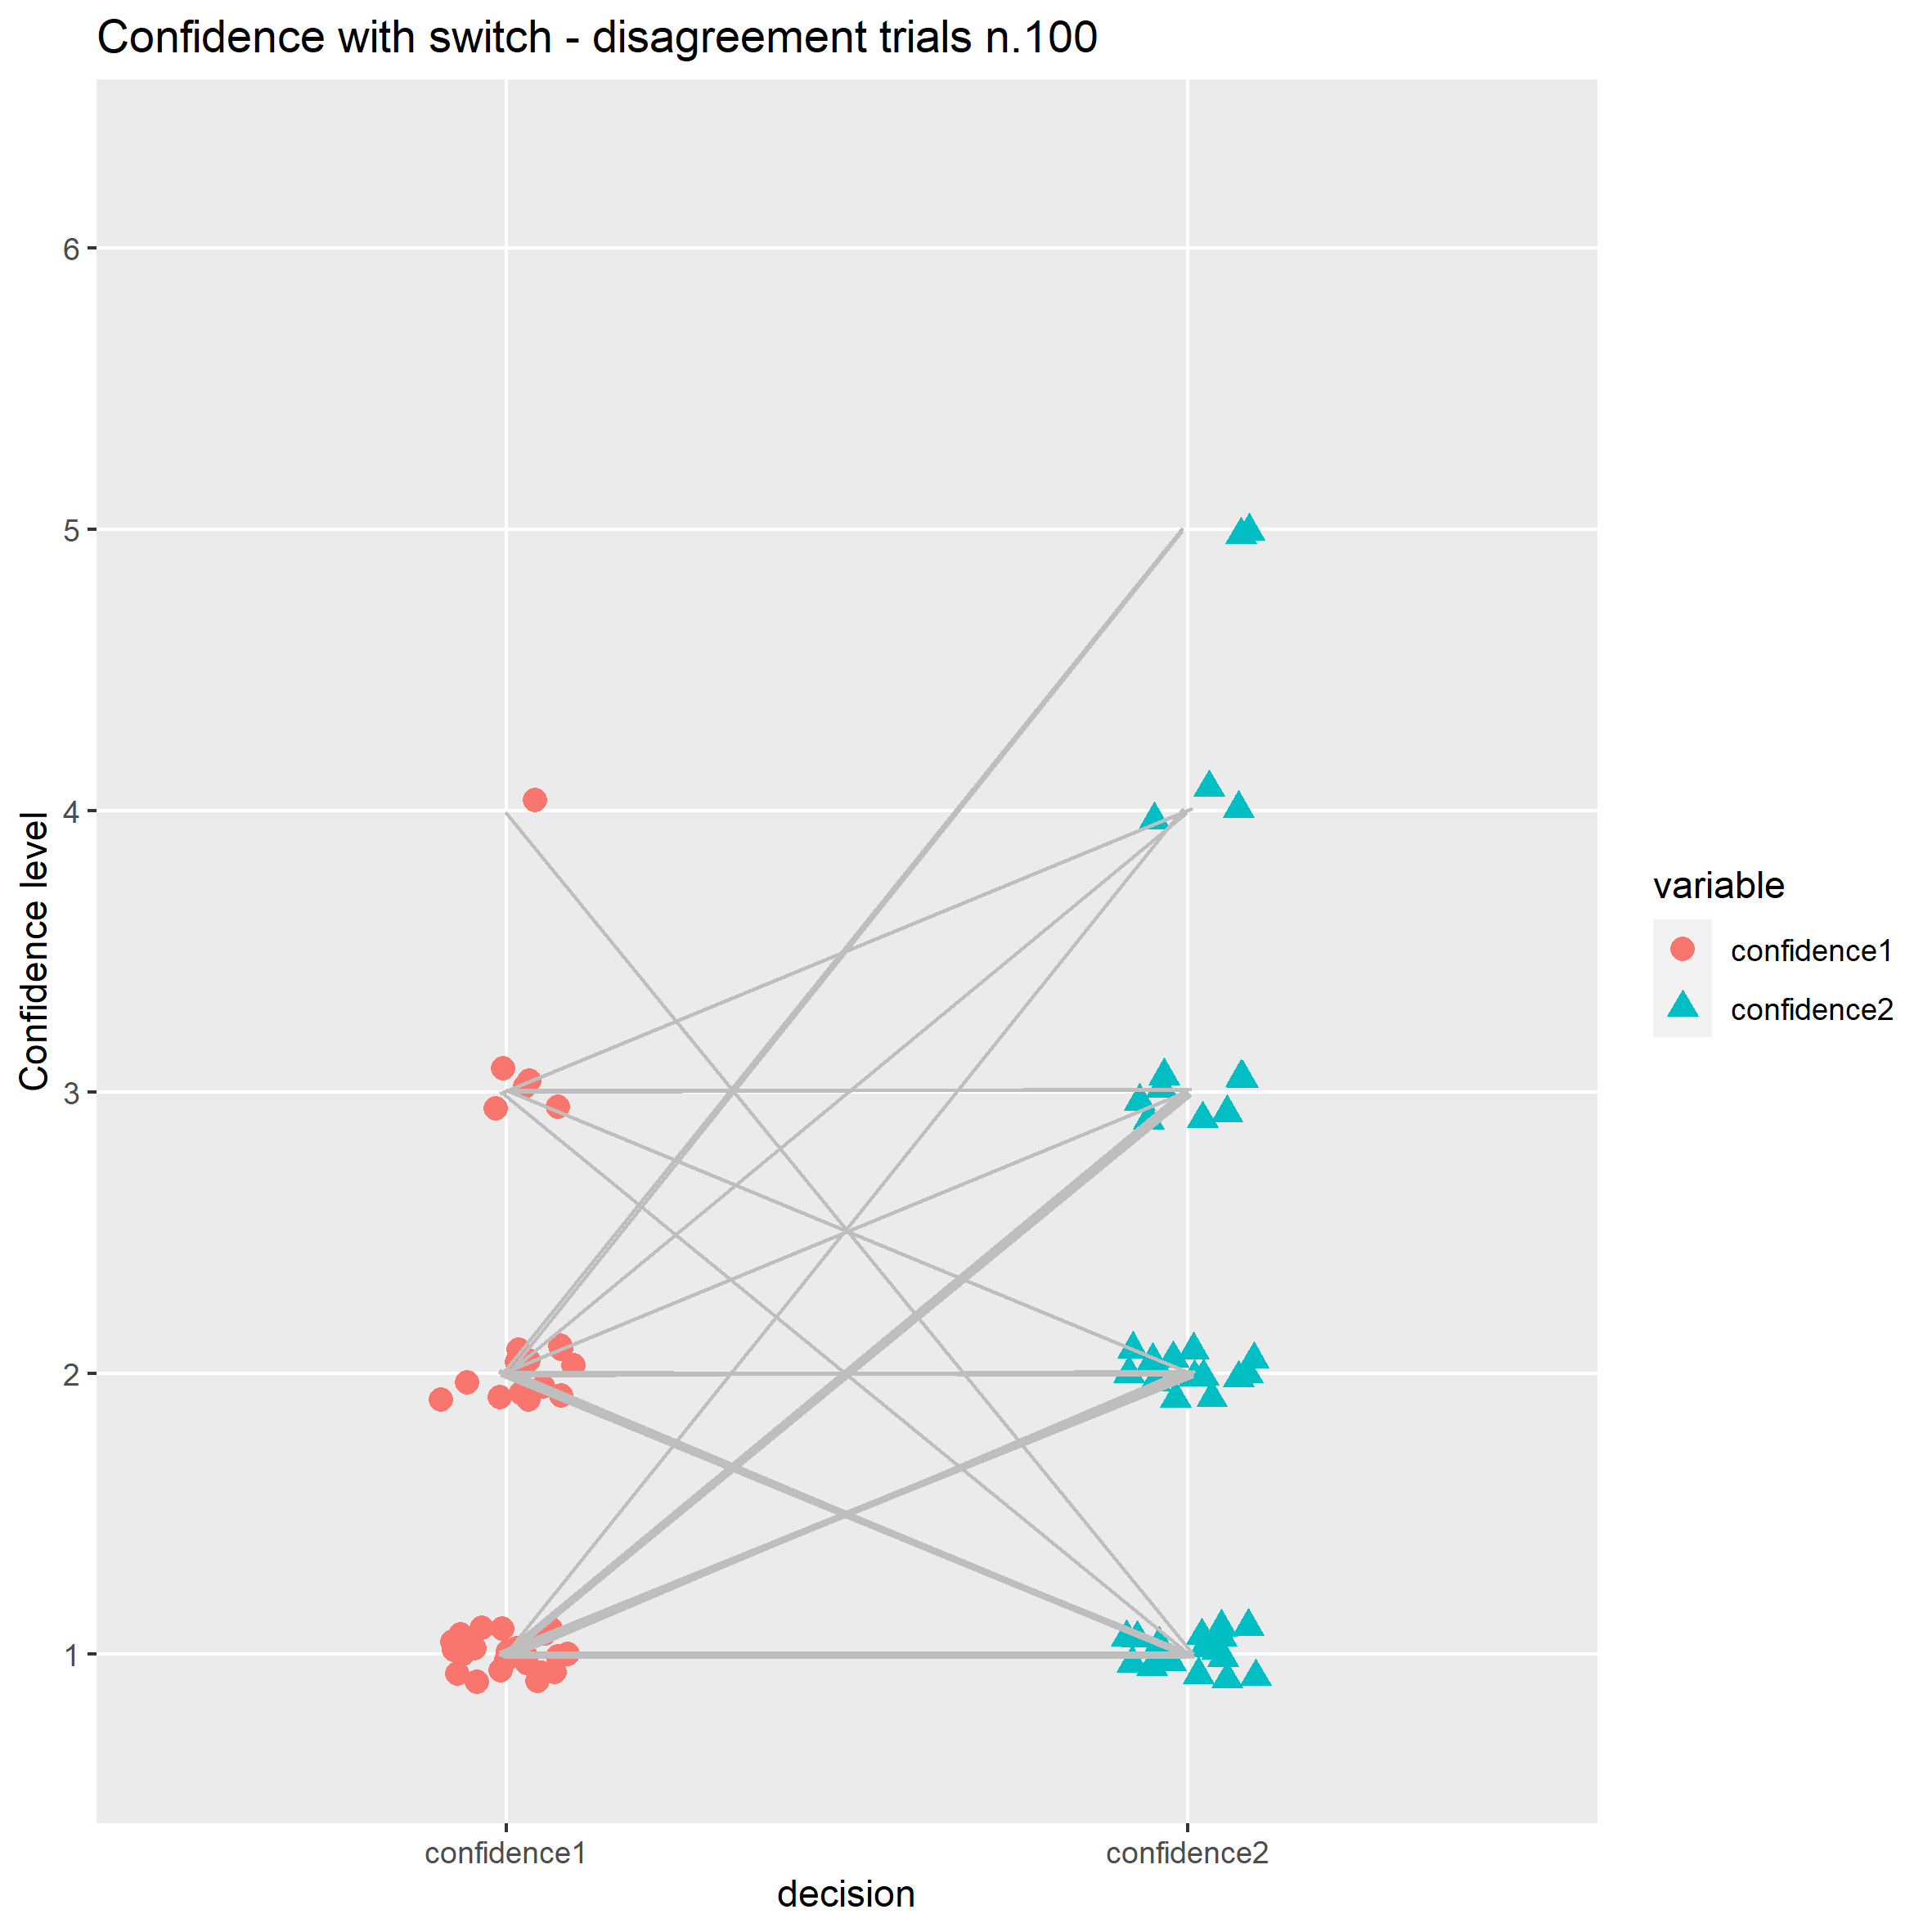 Confidence with switch - disagreement trials n.100
Confidence level
6
5
4
3
2
1
confidence1
confidence2
decision
variable
confidence1
confidence2